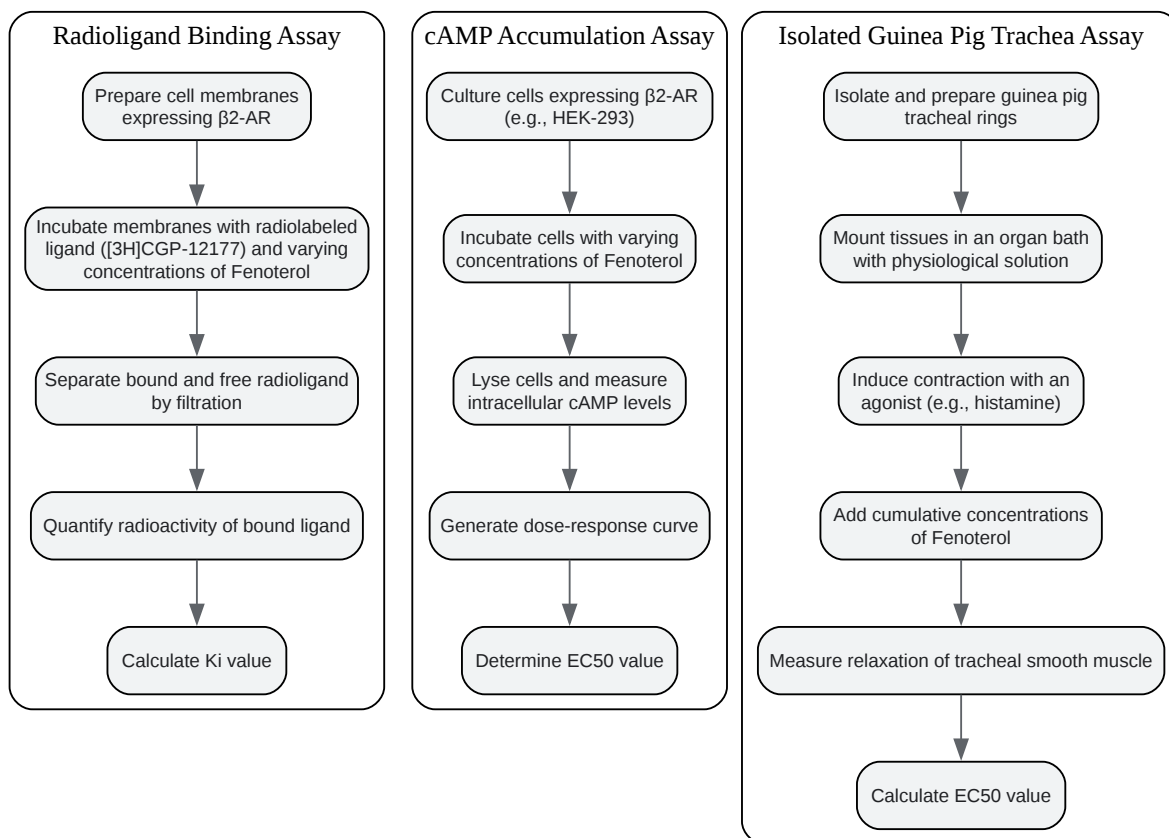 Radioligand Binding Assay
Prepare cell membranes
expressing β2-AR
Incubate membranes with radiolabeled
ligand ([3H]CGP-12177) and varying
concentrations of Fenoterol
Separate bound and free radioligand
by filtration
Quantify radioactivity of bound ligand
Calculate Ki value
cAMP Accumulation Assay
Culture cells expressing β2-AR
(e.g., HEK-293)
Incubate cells with varying
concentrations of Fenoterol
Lyse cells and measure
intracellular cAMP levels
Generate dose-response curve
Determine EC50 value
Isolated Guinea Pig Trachea Assay
Isolate and prepare guinea pig
tracheal rings
Mount tissues in an organ bath
with physiological solution
Induce contraction with an
agonist (e.g., histamine)
Add cumulative concentrations
of Fenoterol
Measure relaxation of tracheal smooth muscle
Calculate EC50 value